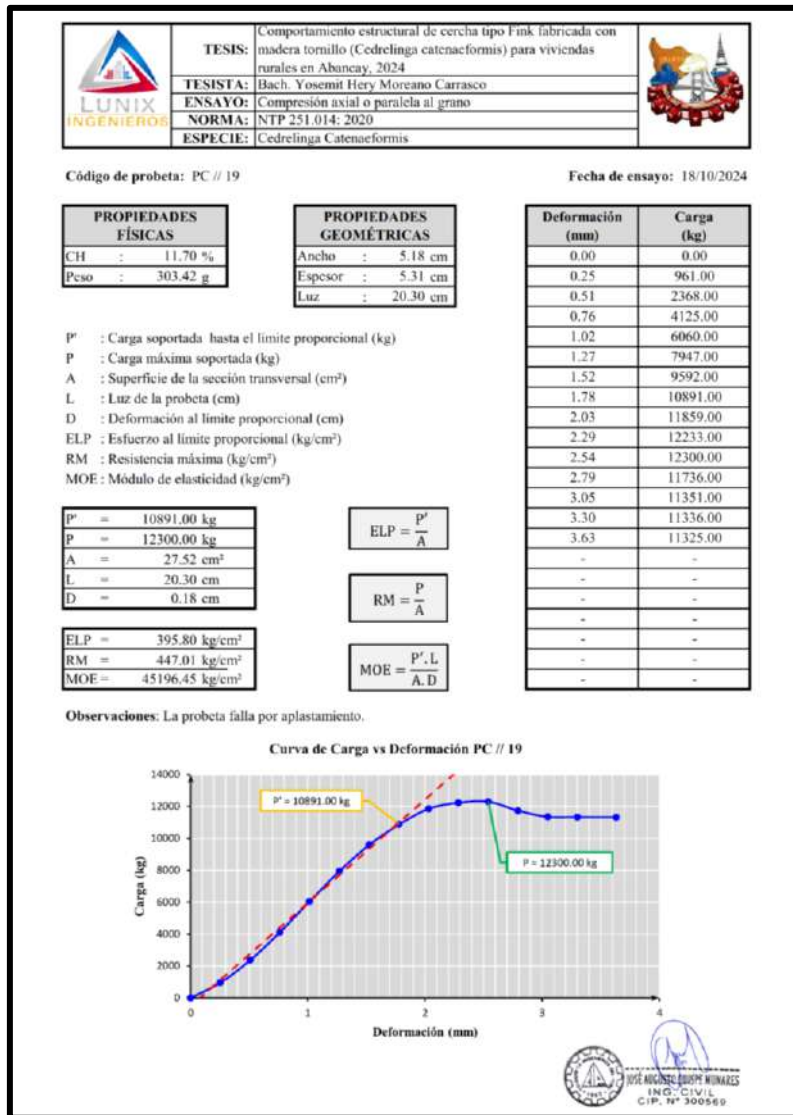 LUNIX
INGENIEROS
TESIS: Comportamiento estructural de cercha tipo Fink fabricada con madera tornillo (Cedrelinga catenaeformis) para viviendas rurales en Abancay, 2024
TESISTA: Bach. Yosemit Hery Moreano Carrasco
ENSAYO: Compresión axial o paralela al grano
NORMA: NTP 251.014: 2020
ESPECIE: Cedrelinga Catenaeformis
Código de probeta: PC // 19
Fecha de ensayo: 18/10/2024
PROPIEDADES
FÍSICAS
CH : 11.70 %
Peso : 303.42 g
PROPIEDADES
GEOMÉTRICAS
Ancho : 5.18 cm
Espesor : 5.31 cm
Luz : 20.30 cm
Deformación (mm) Carga (kg)
0.00 0.00
0.25 961.00
0.51 2368.00
0.76 4125.00
1.02 6060.00
1.27 7947.00
1.52 9592.00
1.78 10891.00
2.03 11859.00
2.29 12233.00
2.54 12300.00
2.79 11736.00
3.05 11351.00
3.30 11336.00
3.63 11325.00
- -
- -
- -
- -
- -
- -
- -
P' : Carga soportada hasta el límite proporcional (kg)
P : Carga máxima soportada (kg)
A : Superficie de la sección transversal (cm²)
L : Luz de la probeta (cm)
D : Deformación al límite proporcional (cm)
ELP : Esfuerzo al límite proporcional (kg/cm²)
RM : Resistencia máxima (kg/cm²)
MOE : Módulo de elasticidad (kg/cm²)
P' = 10891.00 kg
P = 12300.00 kg
A = 27.52 cm²
L = 20.30 cm
D = 0.18 cm
ELP = P' / A
RM = P / A
MOE = P'. L / A. D
ELP = 395.80 kg/cm²
RM = 447.01 kg/cm²
MOE = 45196.45 kg/cm²
Observaciones: La probeta falla por aplastamiento.
Curva de Carga vs Deformación PC // 19
Carga (kg)
14000
12000
10000
8000
6000
4000
2000
0
P' = 10891.00 kg
P = 12300.00 kg
0 1 2 3 4
Deformación (mm)
JOSÉ AUGUSTO QUISPE MUNARES
ING. CIVIL
CIP. N° 300569